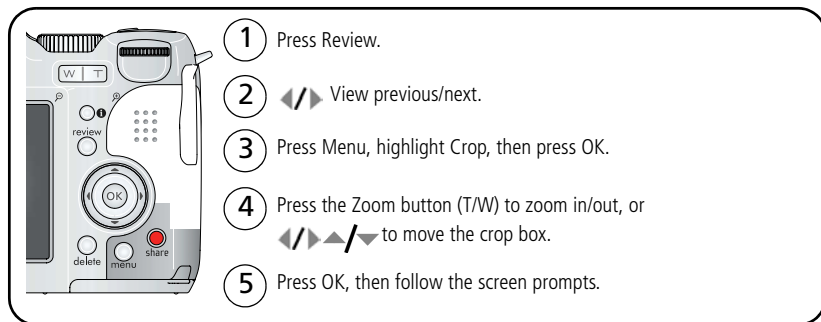 W T
review
OK
delete
menu
share
1 Press Review.
2 View previous/next.
3 Press Menu, highlight Crop, then press OK.
4 Press the Zoom button (T/W) to zoom in/out, or
to move the crop box.
5 Press OK, then follow the screen prompts.